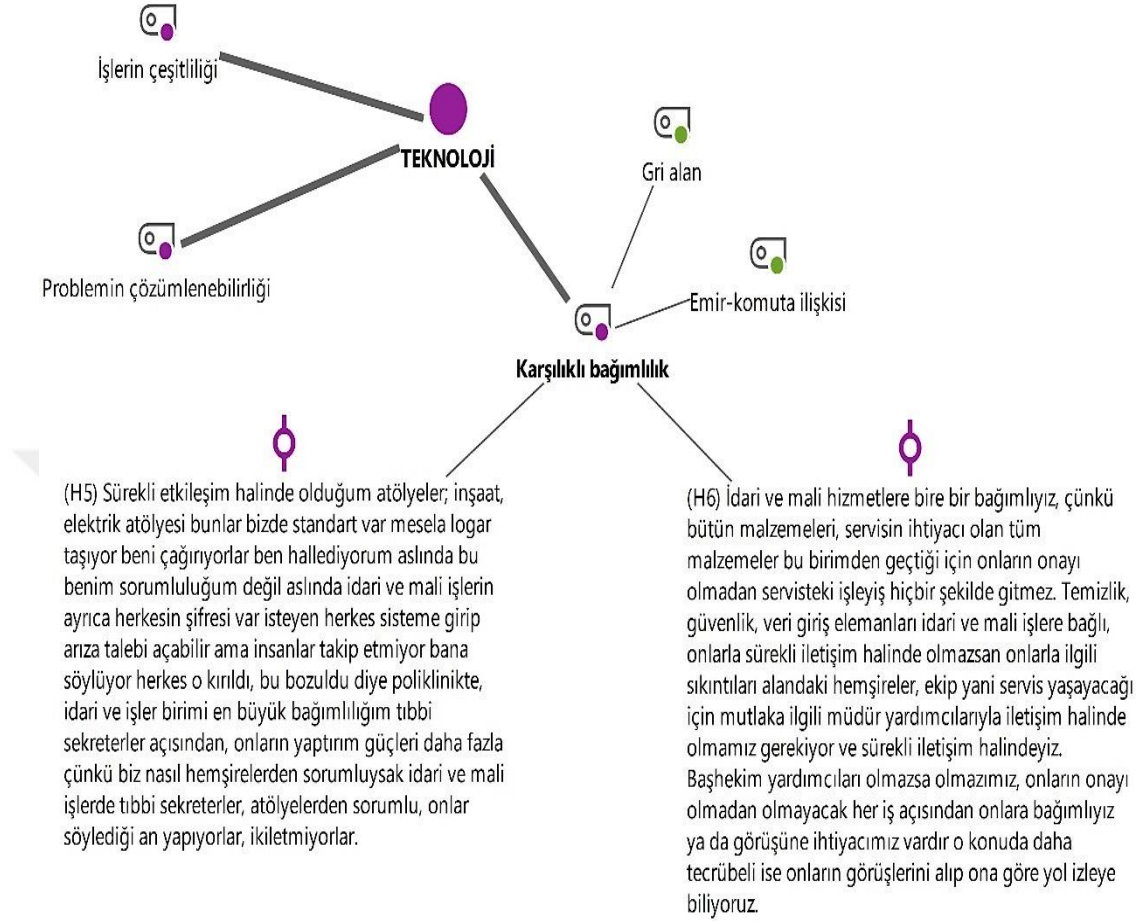 İşlerin çeşitliliği
TEKNOLOJİ
Gri alan
Problemin çözümlenebilirliği
Emir-komuta ilişkisi
Karşılıklı bağımlılık
(H5) Sürekli etkileşim halinde olduğum atölyeler; inşaat,
elektrik atölyesi bunlar bizde standart var mesela logar
taşıyor beni çağırıyorlar ben hallediyorum aslında bu
benim sorumluluğum değil aslında idari ve mali işlerin
ayrıca herkesin şifresi var isteyen herkes sisteme girip
arıza talebi açabilir ama insanlar takip etmiyor bana
söylüyor herkes o kırıldı, bu bozuldu diye poliklinikte,
idari ve işler birimi en büyük bağımlılığım tıbbi
sekreterler açısından, onların yaptırım güçleri daha fazla
çünkü biz nasıl hemşirelerden sorumluysak idari ve mali
işlerde tıbbi sekreterler, atölyelerden sorumlu, onlar
söylediği an yapıyorlar, ikiletmiyorlar.
(H6) İdari ve mali hizmetlere bire bir bağımlıyız, çünkü
bütün malzemeleri, servisin ihtiyacı olan tüm
malzemeler bu birimden geçtiği için onların onayı
olmadan servisteki işleyiş hiçbir şekilde gitmez. Temizlik,
güvenlik, veri giriş elemanları idari ve mali işlere bağlı,
onlarla sürekli iletişim halinde olmazsan onlarla ilgili
sıkıntıları alandaki hemşireler, ekip yani servis yaşayacağı
için mutlaka ilgili müdür yardımcılarıyla iletişim halinde
olmamız gerekiyor ve sürekli iletişim halindeyiz.
Başhekim yardımcıları olmazsa olmazımız, onların onayı
olmadan olmayacak her iş açısından onlara bağımlıyız
ya da görüşüne ihtiyacımız vardır o konuda daha
tecrübeli ise onların görüşlerini alıp ona göre yol izleye
biliyoruz.